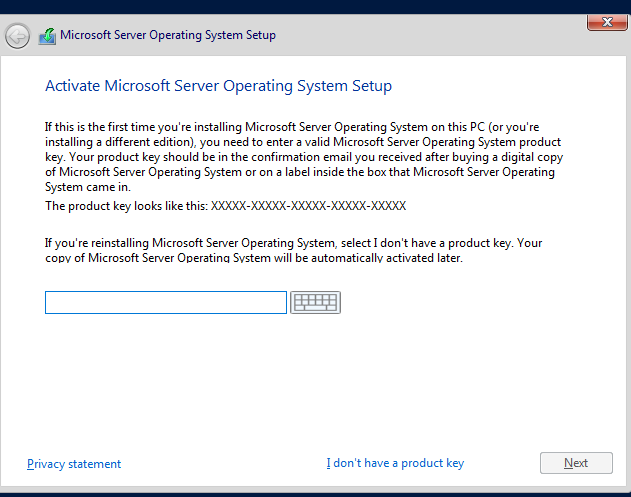 Microsoft Server Operating System Setup
Activate Microsoft Server Operating System Setup
If this is the first time you're installing Microsoft Server Operating System on this PC (or you're
installing a different edition), you need to enter a valid Microsoft Server Operating System product
key. Your product key should be in the confirmation email you received after buying a digital copy
of Microsoft Server Operating System or on a label inside the box that Microsoft Server Operating
System came in.
The product key looks like this: XXXXX-XXXXX-XXXXX-XXXXX-XXXXX
If you're reinstalling Microsoft Server Operating System, select I don't have a product key. Your
copy of Microsoft Server Operating System will be automatically activated later.
Privacy statement
I don't have a product key
Next